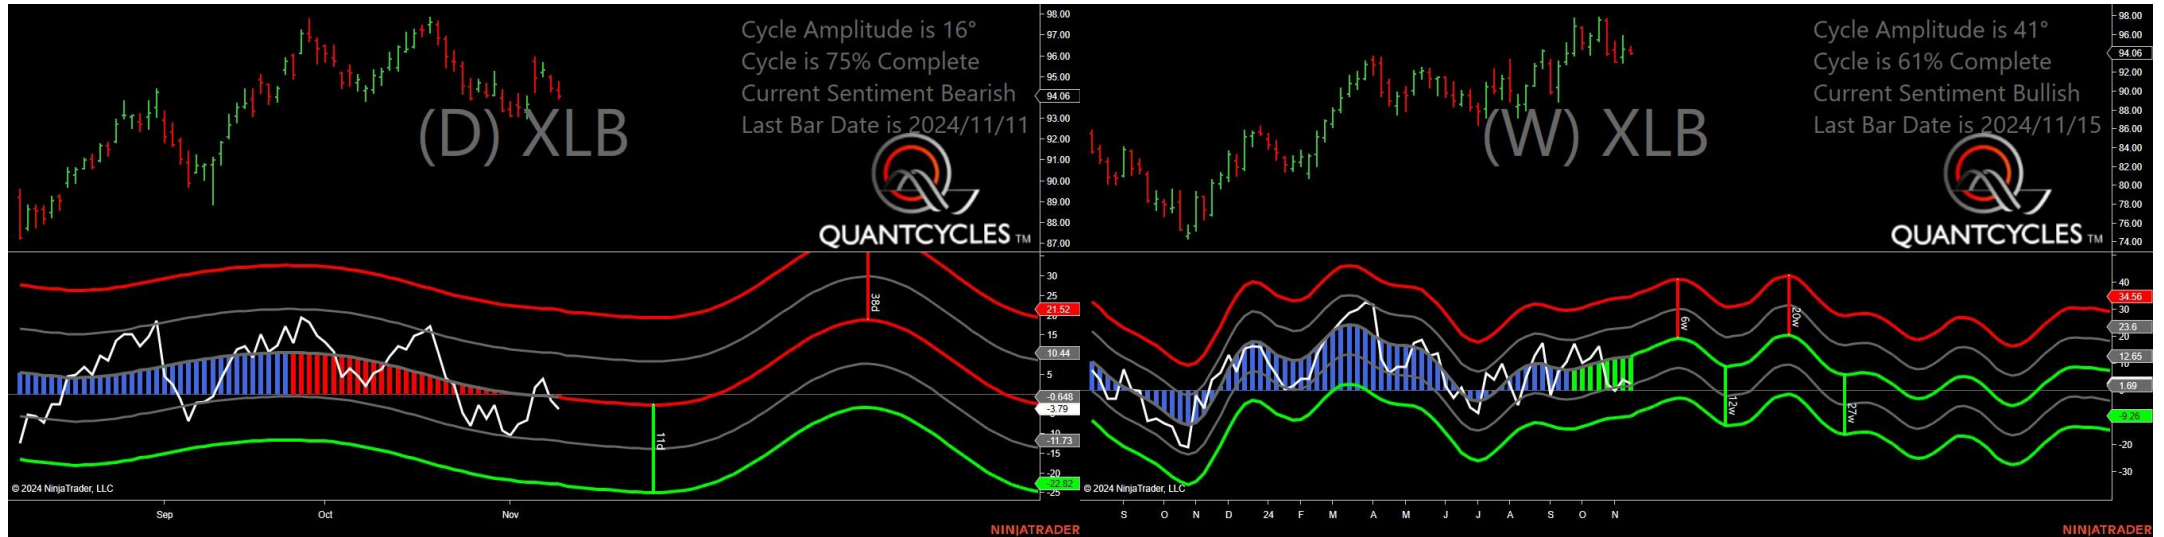 Cycle Amplitude is 16°
Cycle is 75% Complete
Current Sentiment Bearish
Last Bar Date is 2024/11/11
(D) XLB
QUANTCYCLES TM
98.00
97.00
96.00
95.00
94.06
93.00
92.00
91.00
90.00
89.00
88.00
87.00
30
25
21.52
20
15
10.44
5
-0.648
-3.79
-10
-11.73
-15
-20
-22.82
-25
38d
11d
© 2024 NinjaTrader, LLC
Sep
Oct
Nov
NINJATRADER
Cycle Amplitude is 41°
Cycle is 61% Complete
Current Sentiment Bullish
Last Bar Date is 2024/11/15
(W) XLB
QUANTCYCLES TM
98.00
96.00
94.06
92.00
90.00
88.00
86.00
84.00
82.00
80.00
78.00
76.00
74.00
40
34.56
30
23.6
20
12.65
10
1.69
-9.26
-20
-30
6w
20w
12w
27w
© 2024 NinjaTrader, LLC
S
O
N
D
24
F
M
A
M
J
J
A
S
O
N
NINJATRADER